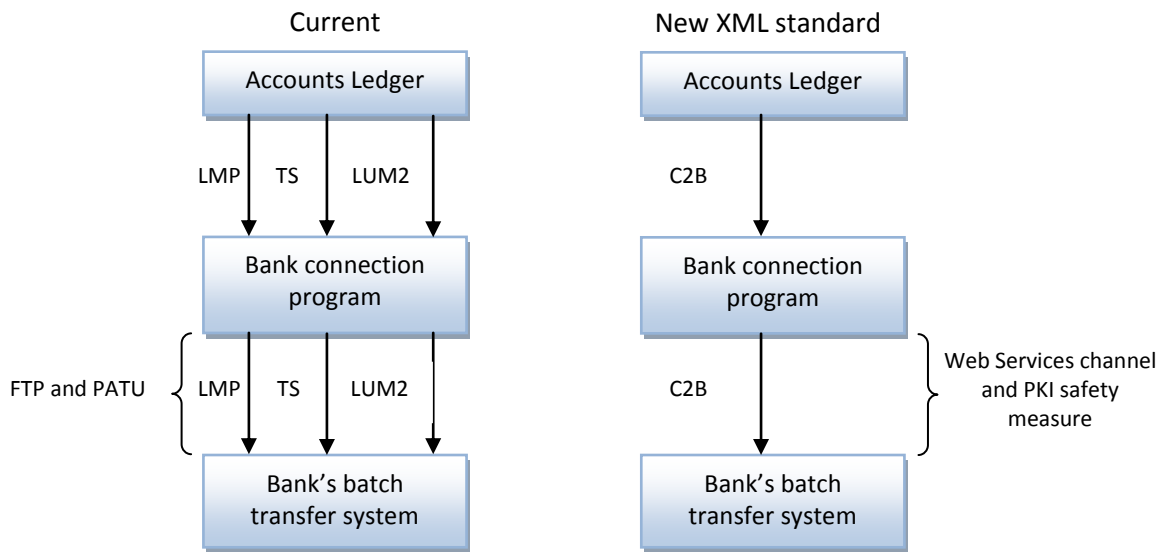 Current
Accounts Ledger
LMP TS LUM2
Bank connection
program
FTP and PATU
LMP TS LUM2
Bank’s batch
transfer system
New XML standard
Accounts Ledger
C2B
Bank connection
program
C2B
Web Services channel
and PKI safety
measure
Bank’s batch
transfer system